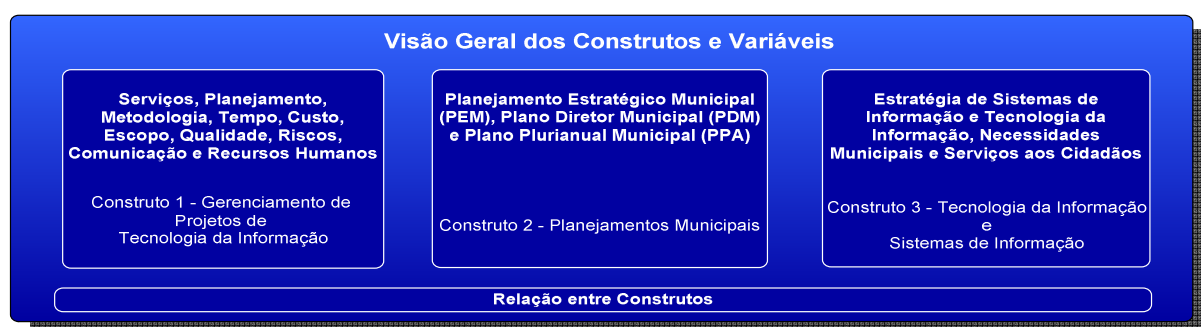 Visão Geral dos Construtos e Variáveis
Serviços, Planejamento,
Metodologia, Tempo, Custo,
Escopo, Qualidade, Riscos,
Comunicação e Recursos Humanos
Construto 1 - Gerenciamento de
Projetos de
Tecnologia da Informação
Planejamento Estratégico Municipal
(PEM), Plano Diretor Municipal (PDM)
e Plano Plurianual Municipal (PPA)
Construto 2 - Planejamentos Municipais
Estratégia de Sistemas de
Informação e Tecnologia da
Informação, Necessidades
Municipais e Serviços aos Cidadãos
Construto 3 - Tecnologia da Informação
e
Sistemas de Informação
Relação entre Construtos